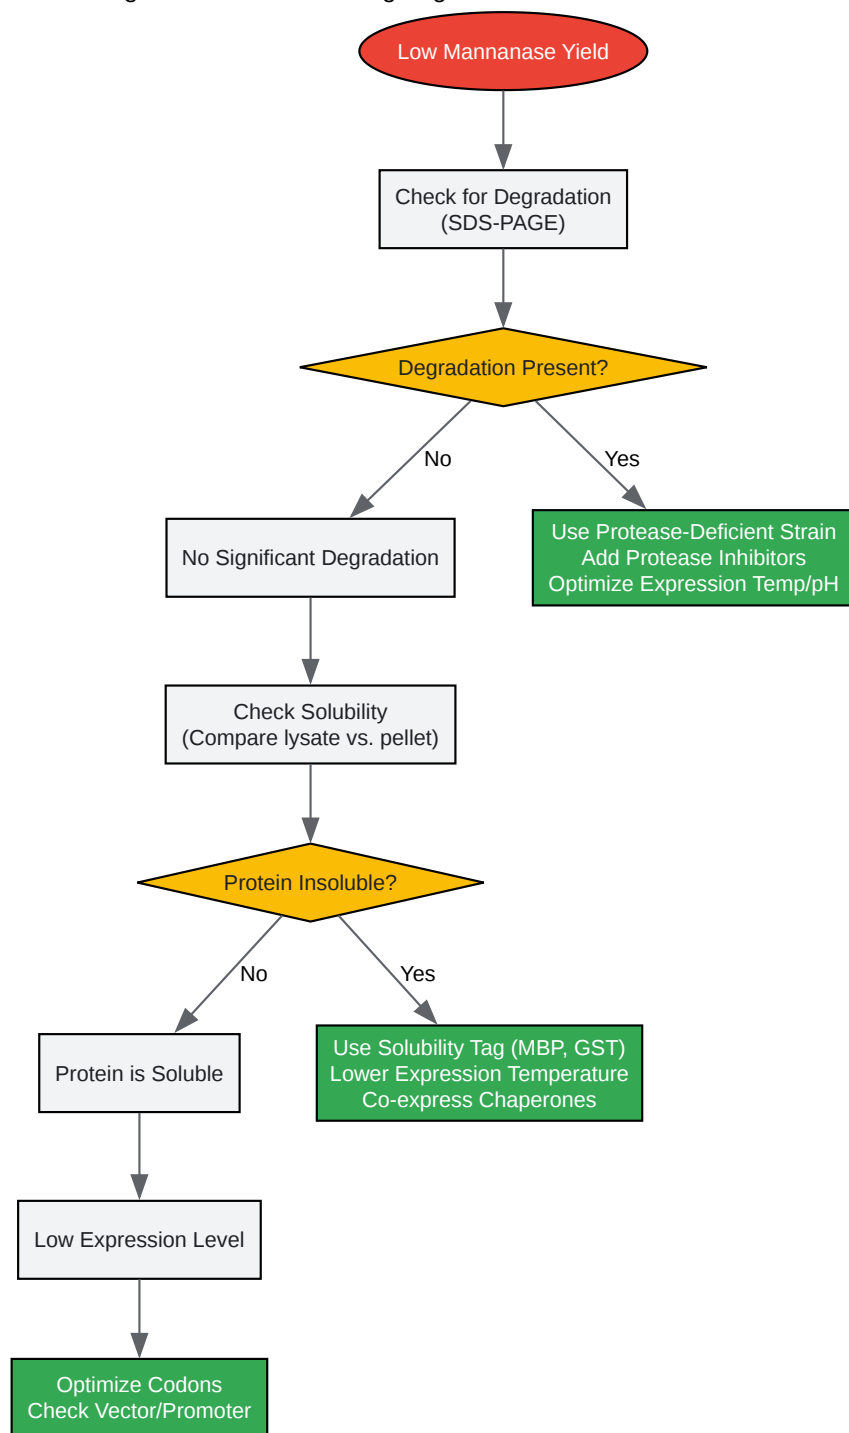 Low Mannanase Yield
Check for Degradation
(SDS-PAGE)
Degradation Present?
No
Yes
No Significant Degradation
Use Protease-Deficient Strain
Add Protease Inhibitors
Optimize Expression Temp/pH
Check Solubility
(Compare lysate vs. pellet)
Protein Insoluble?
No
Yes
Protein is Soluble
Use Solubility Tag (MBP, GST)
Lower Expression Temperature
Co-express Chaperones
Low Expression Level
Optimize Codons
Check Vector/Promoter